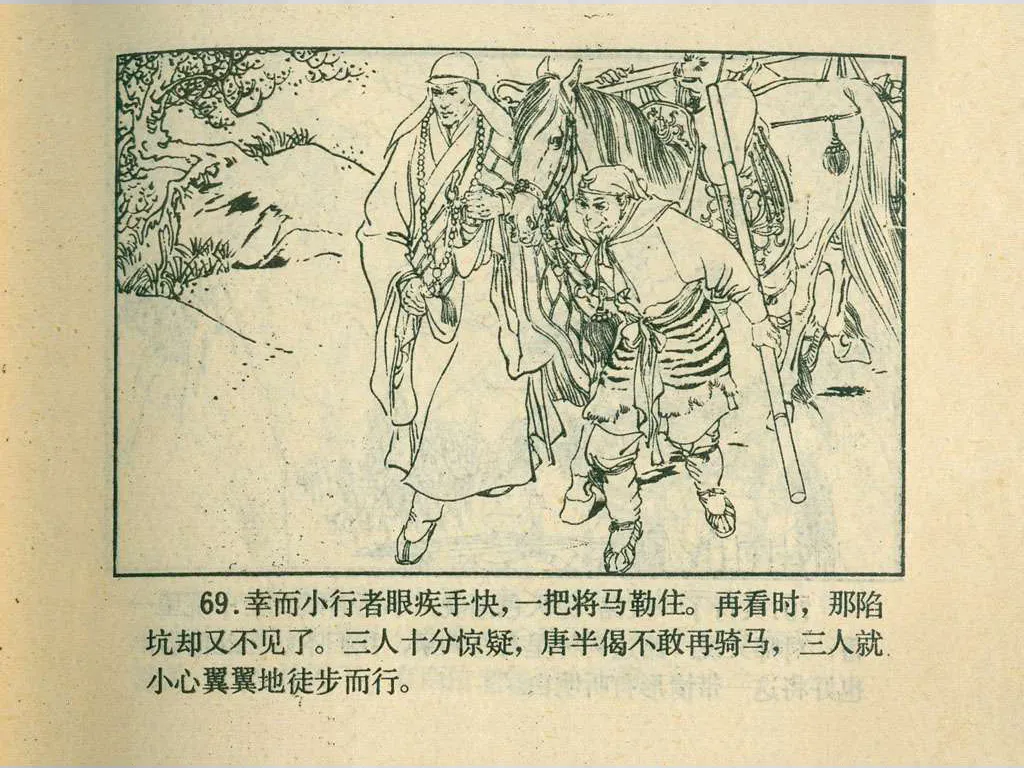 69.幸而小行者眼疾手快,一把将马勒住。再看时，那陷
坑却又不见了。三人十分惊疑，唐半偈不敢再骑马，三人就
小心翼翼地徒步而行。